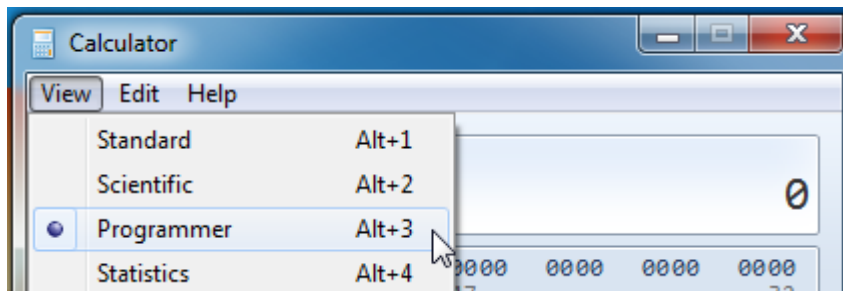 Calculator
View Edit Help
Standard Alt+1
Scientific Alt+2
0
Programmer Alt+3
Statistics Alt+4
0000 0000 0000